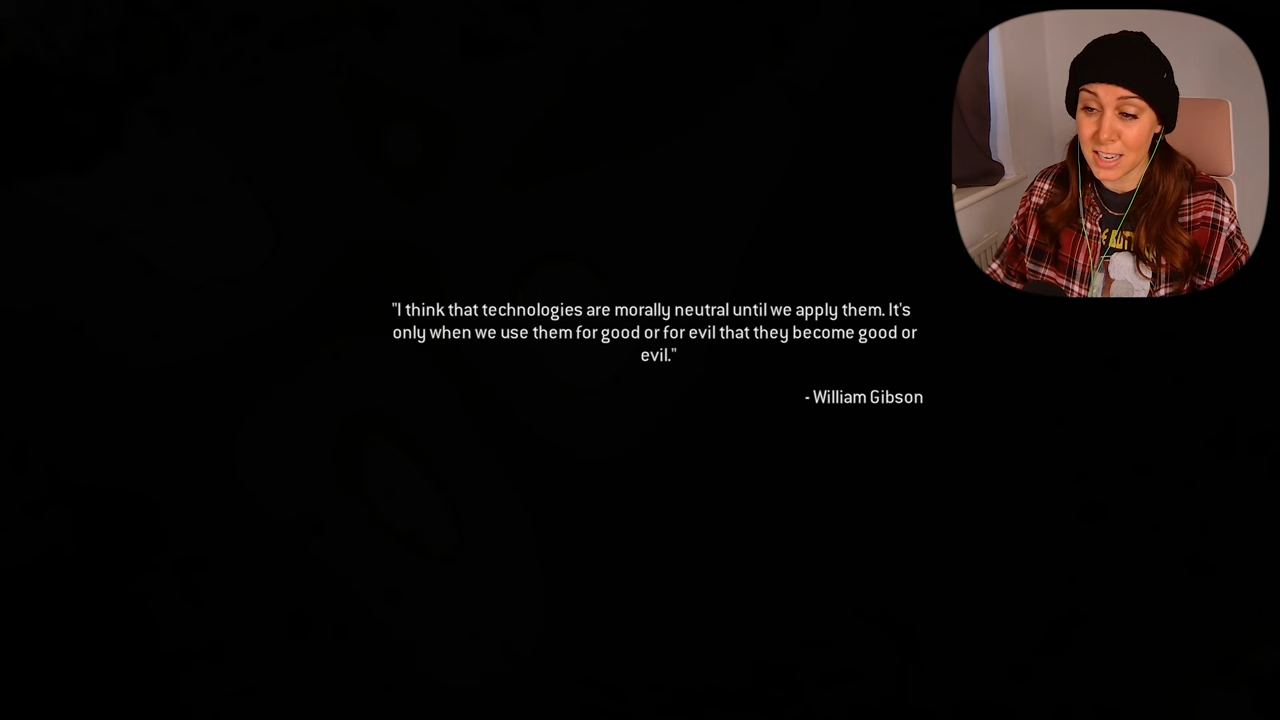 "I think that technologies are morally neutral until we apply them. It's
only when we use them for good or for evil that they become good or
evil."
- William Gibson